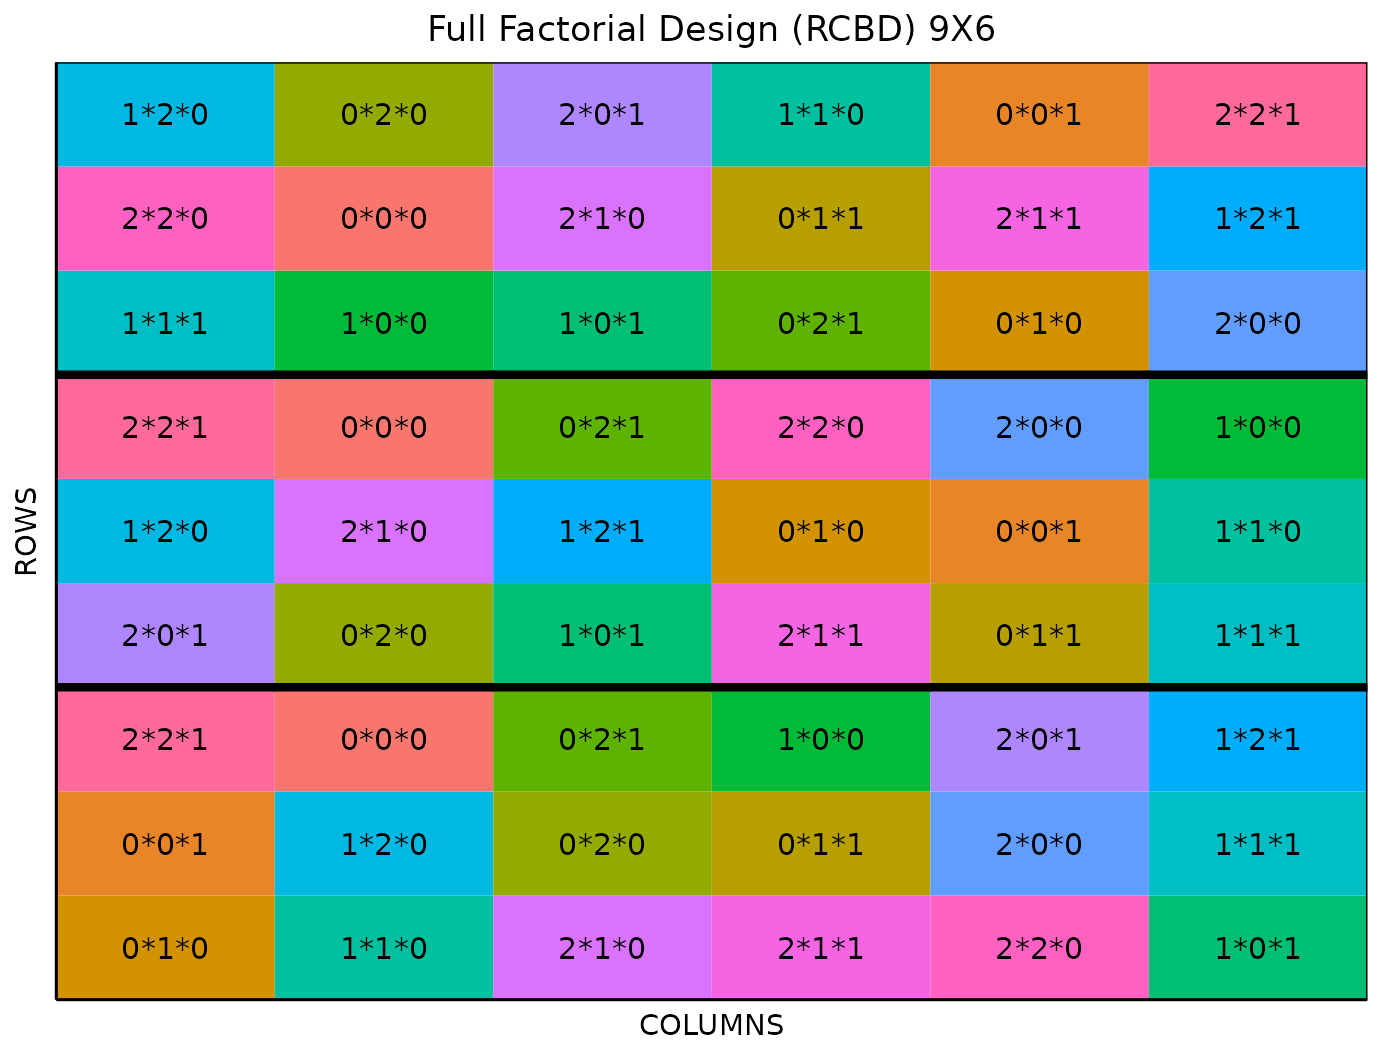 Full Factorial Design (RCBD) 9X6
1*2*0 0*2*0 2*0*1 1*1*0 0*0*1 2*2*1
2*2*0 0*0*0 2*1*0 0*1*1 2*1*1 1*2*1
1*1*1 1*0*0 1*0*1 0*2*1 0*1*0 2*0*0
2*2*1 0*0*0 0*2*1 2*2*0 2*0*0 1*0*0
1*2*0 2*1*0 1*2*1 0*1*0 0*0*1 1*1*0
2*0*1 0*2*0 1*0*1 2*1*1 0*1*1 1*1*1
2*2*1 0*0*0 0*2*1 1*0*0 2*0*1 1*2*1
0*0*1 1*2*0 0*2*0 0*1*1 2*0*0 1*1*1
0*1*0 1*1*0 2*1*0 2*1*1 2*2*0 1*0*1
ROWS
COLUMNS